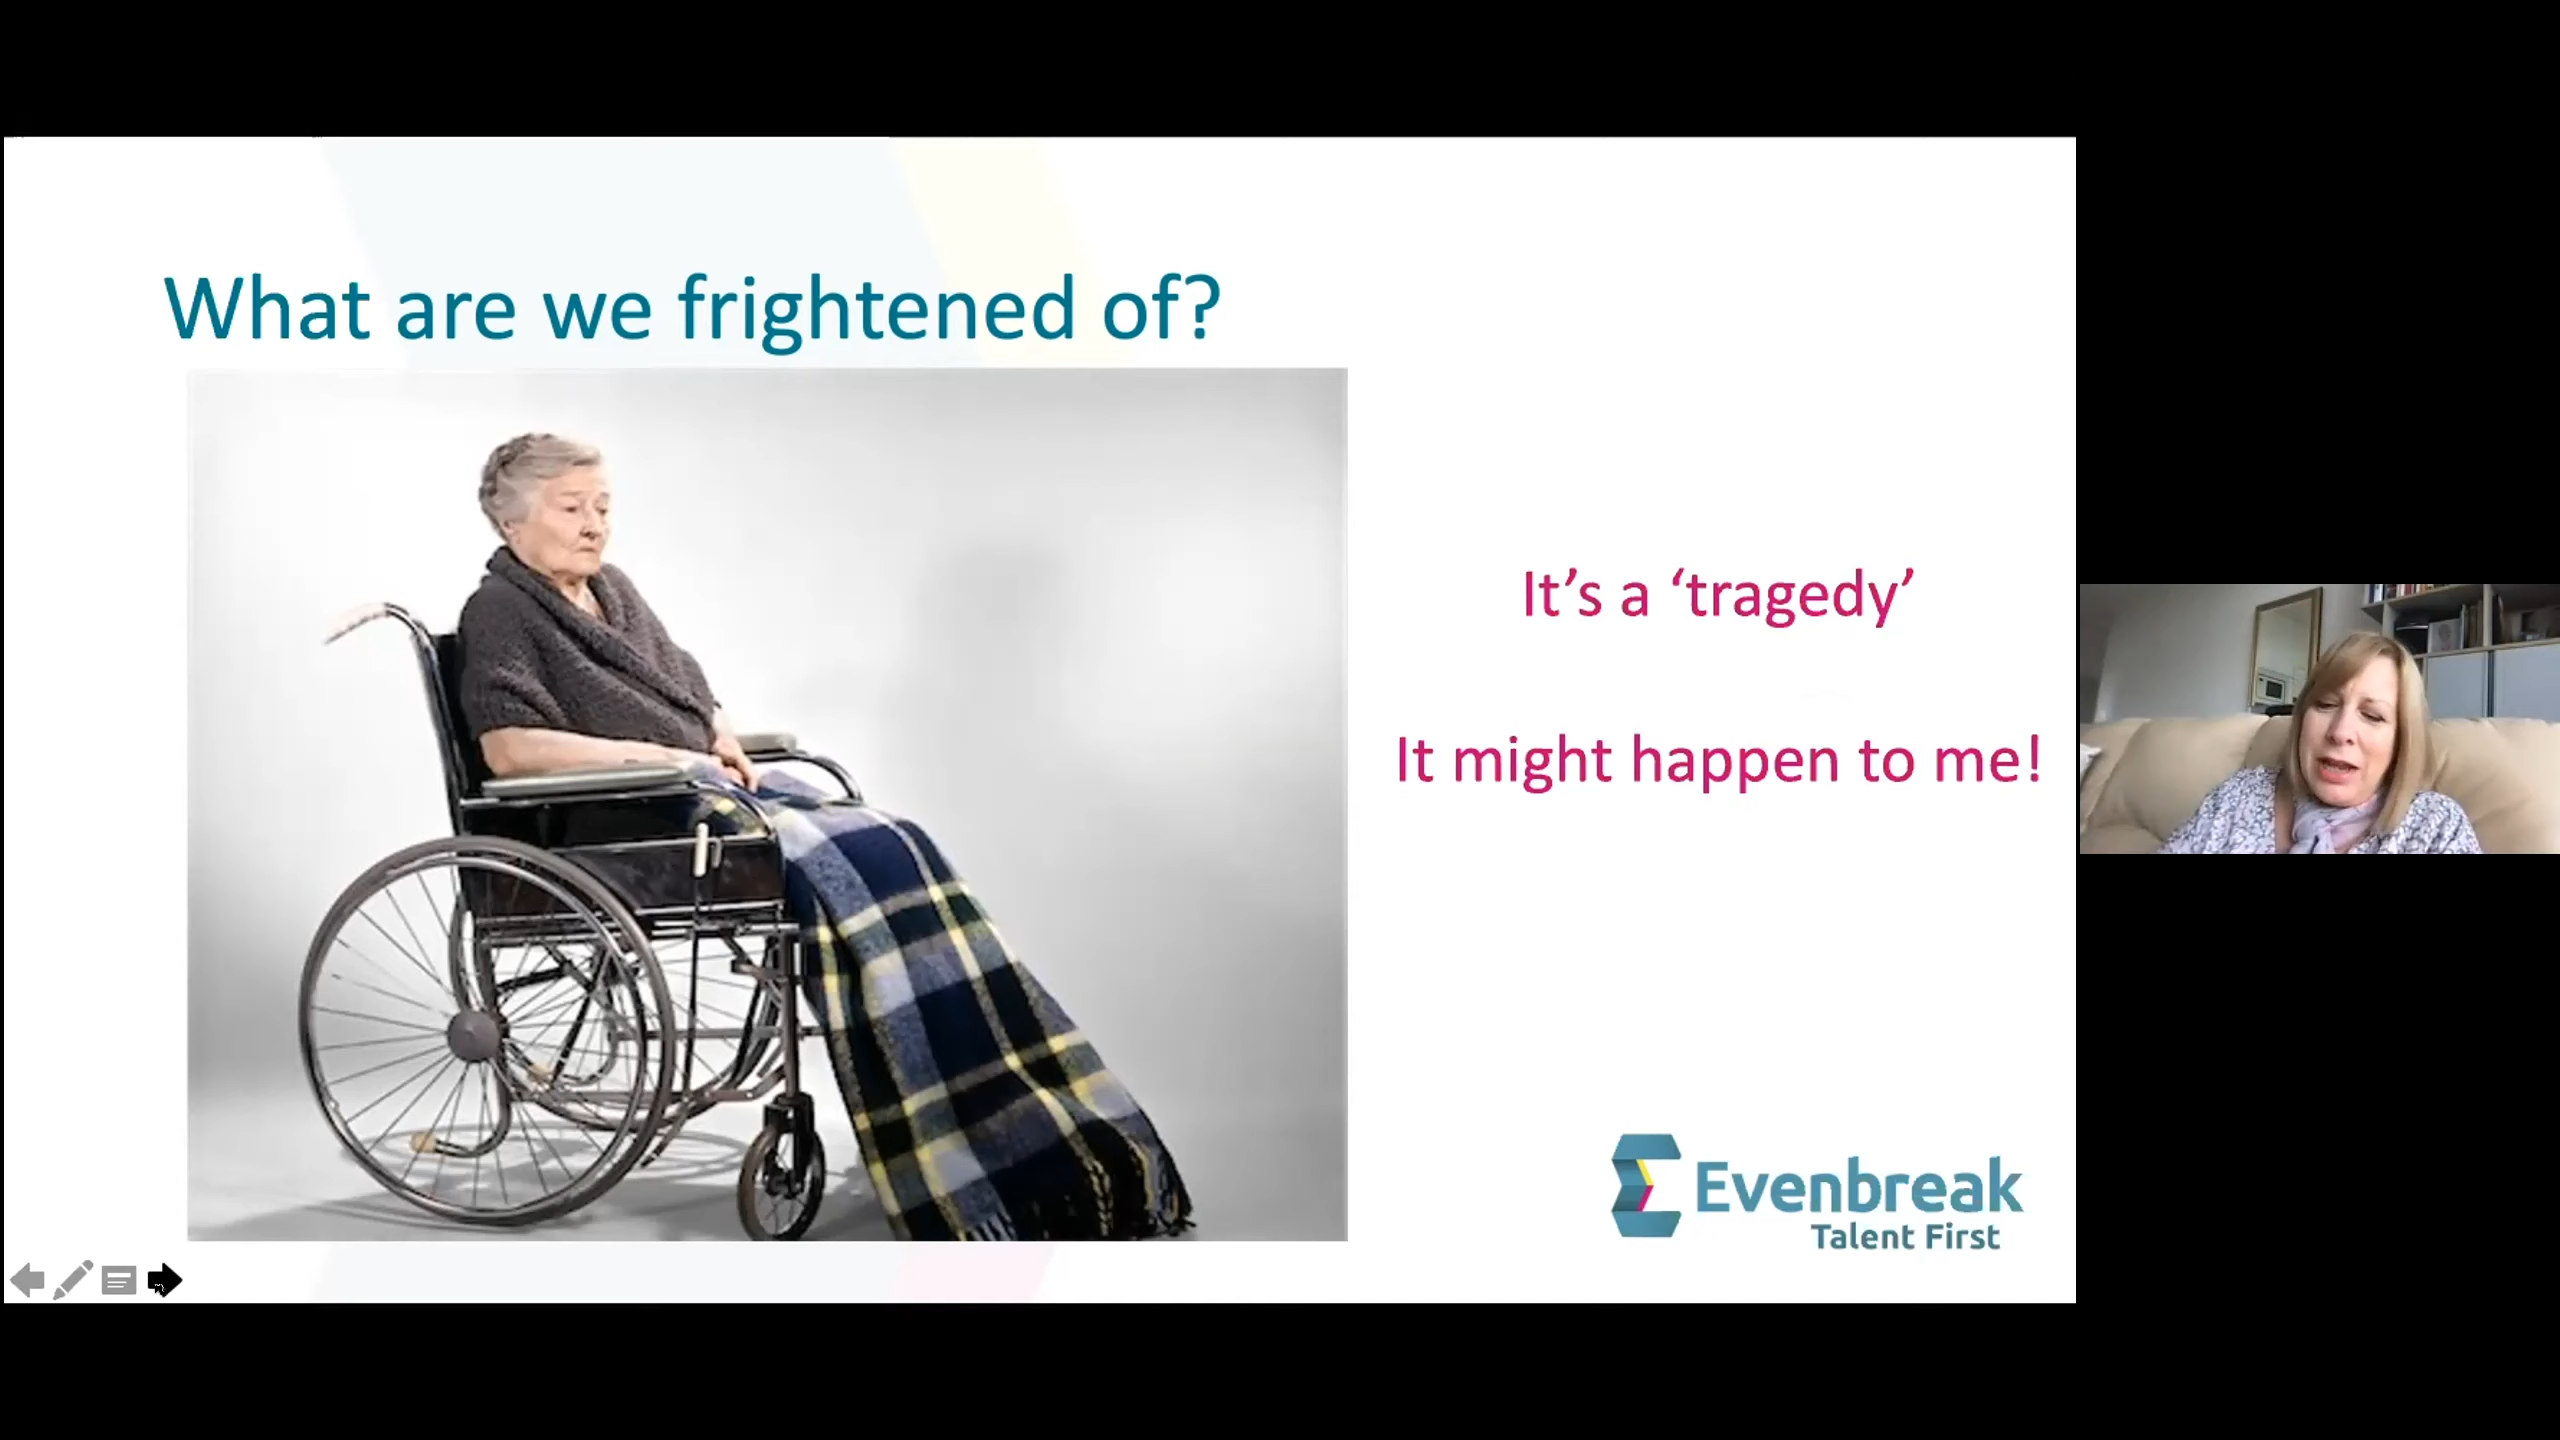 What are we frightened of?
It’s a ‘tragedy’
It might happen to me!
Evenbreak
Talent First